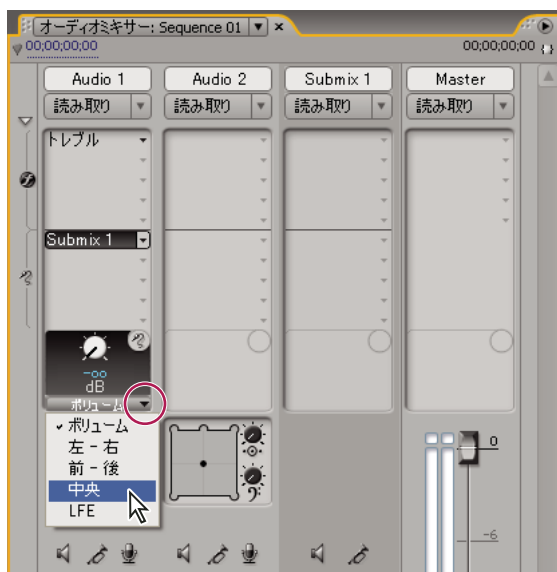 オーディオミキサー: Sequence 01
00;00;00;00
00;00;00;00
Audio 1
Audio 2
Submix 1
Master
読み取り
読み取り
読み取り
読み取り
トレブル
Submix 1
-oo
dB
ボリューム
ボリューム
左 - 右
前 - 後
中央
LFE
0
-6